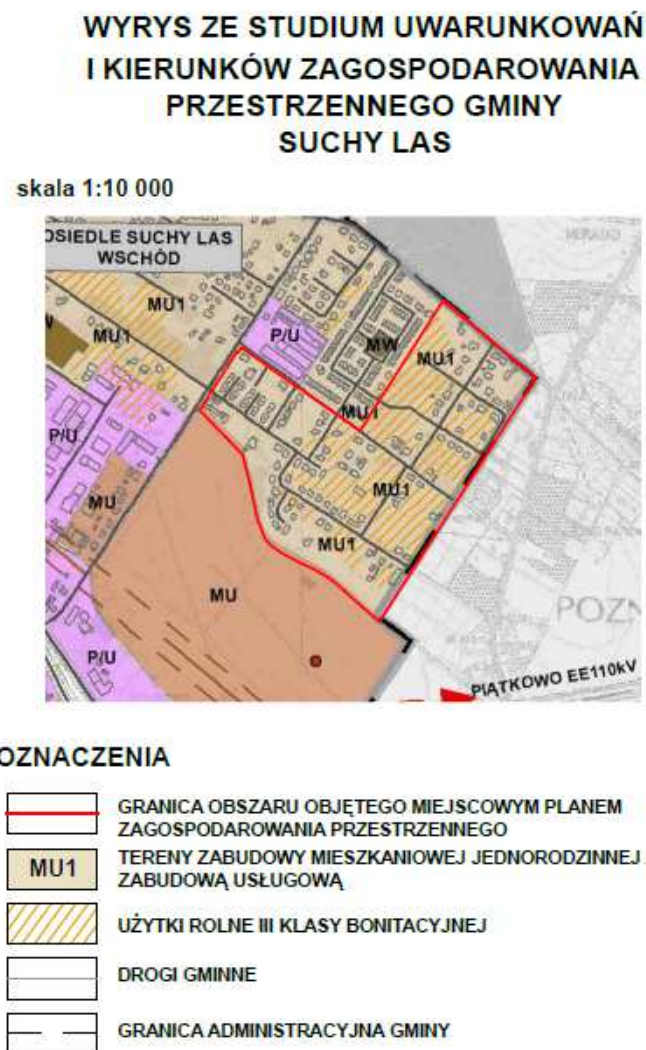 WYRYS ZE STUDIUM UWARUNKOWAŃ
I KIERUNKÓW ZAGOSPODAROWANIA
PRZESTRZENNEGO GMINY
SUCHY LAS
skala 1:10 000
OSIEDLE SUCHY LAS
WSCHÓD
MU1
MU1
P/U
MW
MU1
MU1
P/U
MU1
MU
MU1
MU
P/U
POZN
PIĄTKOWO EE110kV
OZNACZENIA
GRANICA OBSZARU OBJĘTEGO MIEJSCOWYM PLANEM
ZAGOSPODAROWANIA PRZESTRZENNEGO
MU1
TERENY ZABUDOWY MIESZKANIOWEJ JEDNORODZINNEJ
ZABUDOWĄ USŁUGOWĄ
UŻYTKI ROLNE III KLASY BONITACYJNEJ
DROGI GMINNE
GRANICA ADMINISTRACYJNA GMINY